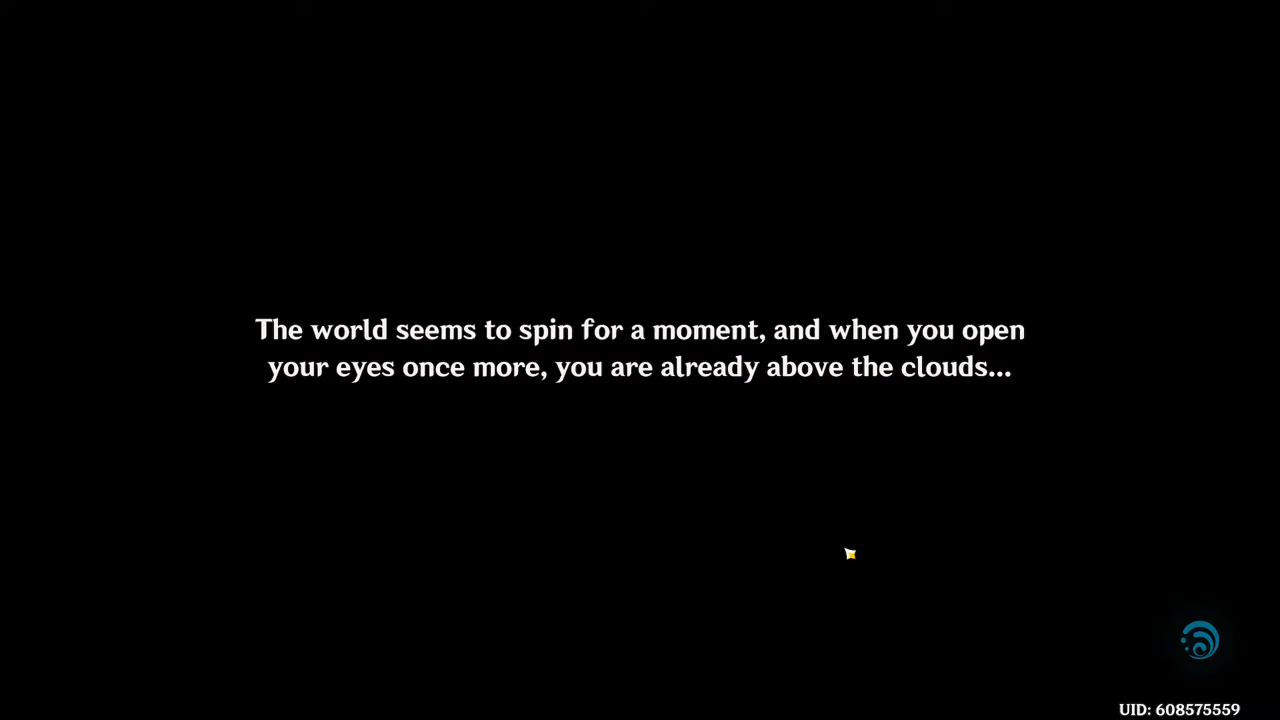 The world seems to spin for a moment, and when you open
your eyes once more, you are already above the clouds...
UID: 608575559